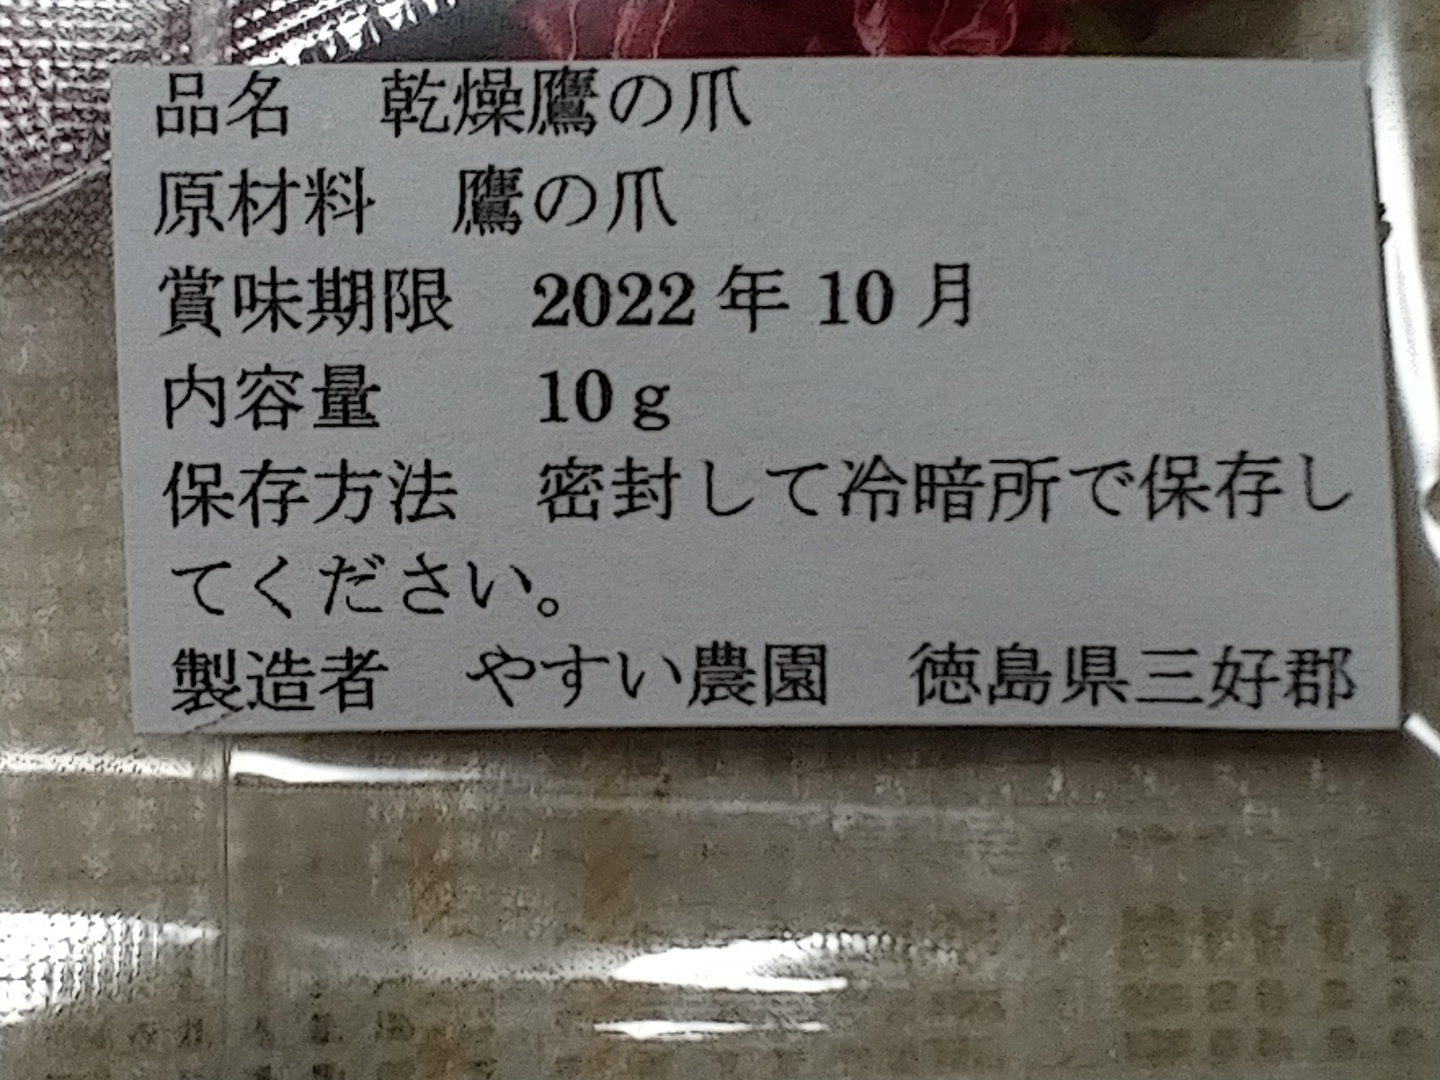 品名　乾燥鷹の爪
原材料　鷹の爪
賞味期限　2022年10月
内容量　10g
保存方法　密封して冷暗所で保存し
てください。
製造者　やすい農園　徳島県三好郡